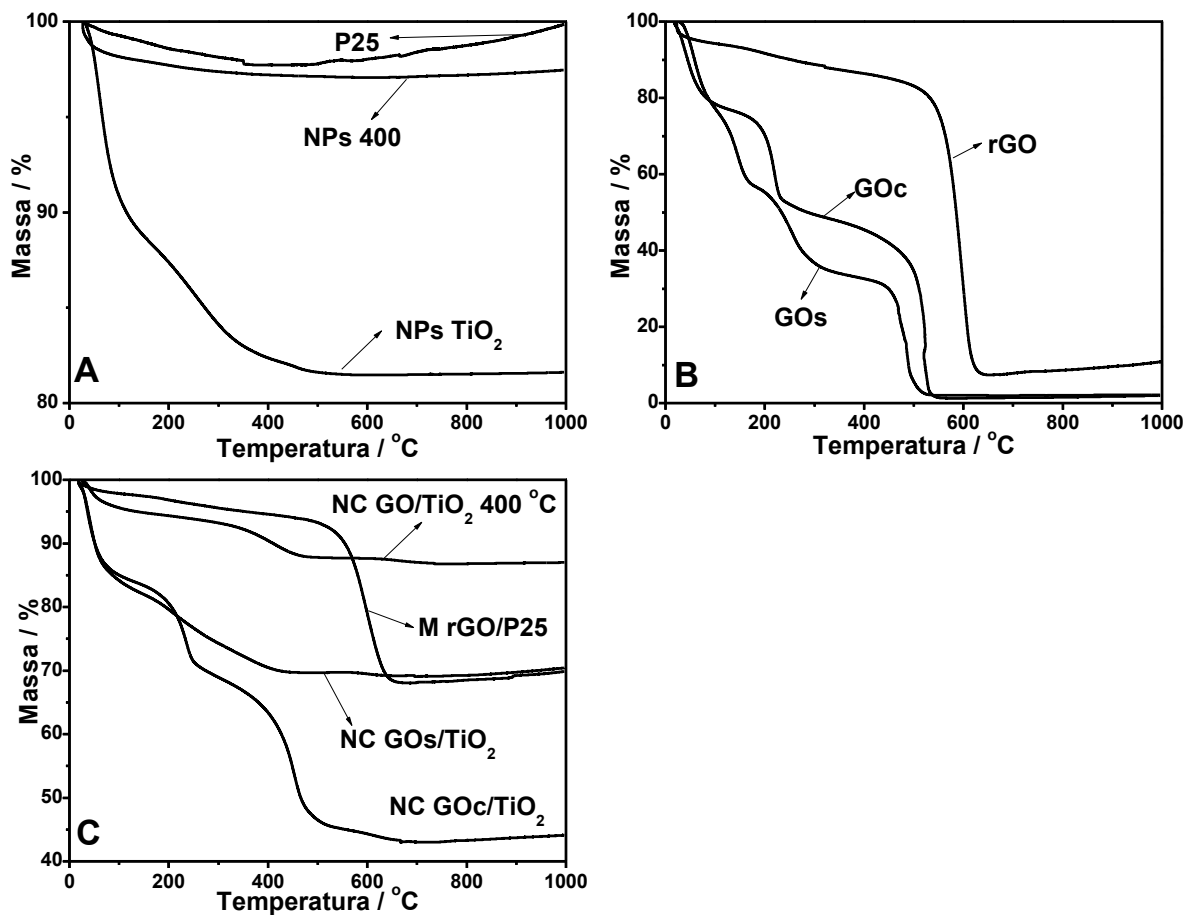 100
P25
NPs 400
90
NPs TiO2
A
80
0 200 400 600 800 1000
Temperatura / °C
Massa / %
100
80
rGO
60
GOc
40
GOs
20
B
0
0 200 400 600 800 1000
Temperatura / °C
Massa / %
100
NC GO/TiO2 400 °C
90
80
M rGO/P25
70
NC GOs/TiO2
60
50
NC GOc/TiO2
C
40
0 200 400 600 800 1000
Temperatura / °C
Massa / %